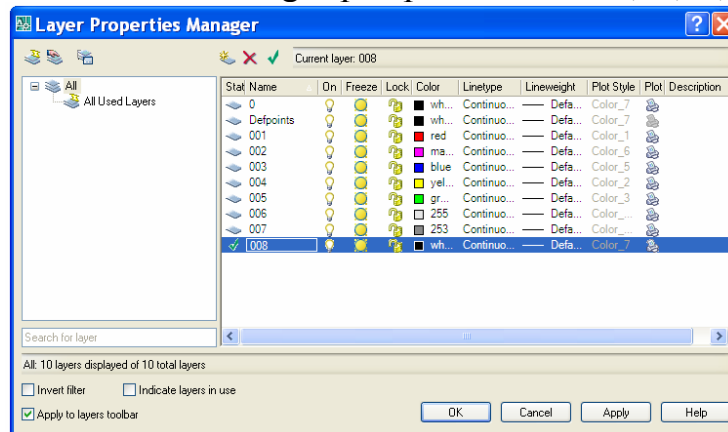 Layer Properties Manager
Current layer: 008
All
All Used Layers
Stat Name On Freeze Lock Color Linetype Lineweight Plot Style Plot Description
0 wh... Continuo... Defa... Color_7
Defpoints wh... Continuo... Defa... Color_7
001 red Continuo... Defa... Color_1
002 ma... Continuo... Defa... Color_6
003 blue Continuo... Defa... Color_5
004 yel... Continuo... Defa... Color_2
005 gr... Continuo... Defa... Color_3
006 255 Continuo... Defa... Color_...
007 253 Continuo... Defa... Color_...
008 wh... Continuo... Defa... Color_7
Search for layer
All: 10 layers displayed of 10 total layers
Invert filter Indicate layers in use
Apply to layers toolbar
OK Cancel Apply Help